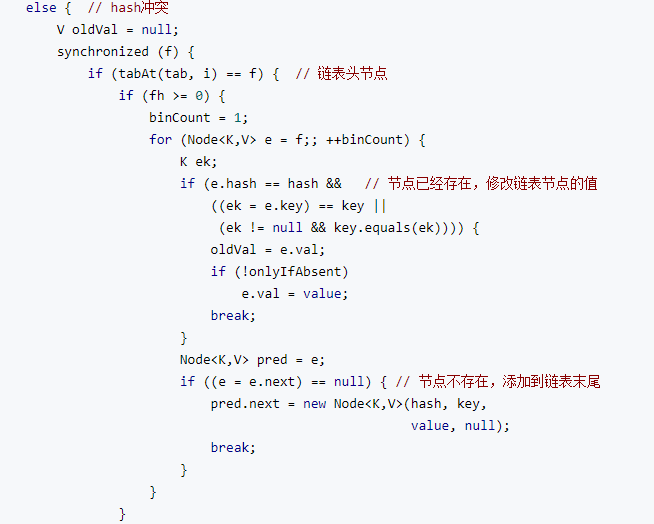 else {  // hash冲突
    V oldVal = null;
    synchronized (f) {
        if (tabAt(tab, i) == f) {  // 链表头节点
            if (fh >= 0) {
                binCount = 1;
                for (Node<K,V> e = f;; ++binCount) {
                    K ek;
                    if (e.hash == hash &&   // 节点已经存在，修改链表节点的值
                        ((ek = e.key) == key ||
                         (ek != null && key.equals(ek)))) {
                        oldVal = e.val;
                        if (!onlyIfAbsent)
                            e.val = value;
                        break;
                    }
                    Node<K,V> pred = e;
                    if ((e = e.next) == null) { // 节点不存在，添加到链表末尾
                        pred.next = new Node<K,V>(hash, key,
                                                  value, null);
                        break;
                    }
                }
            }